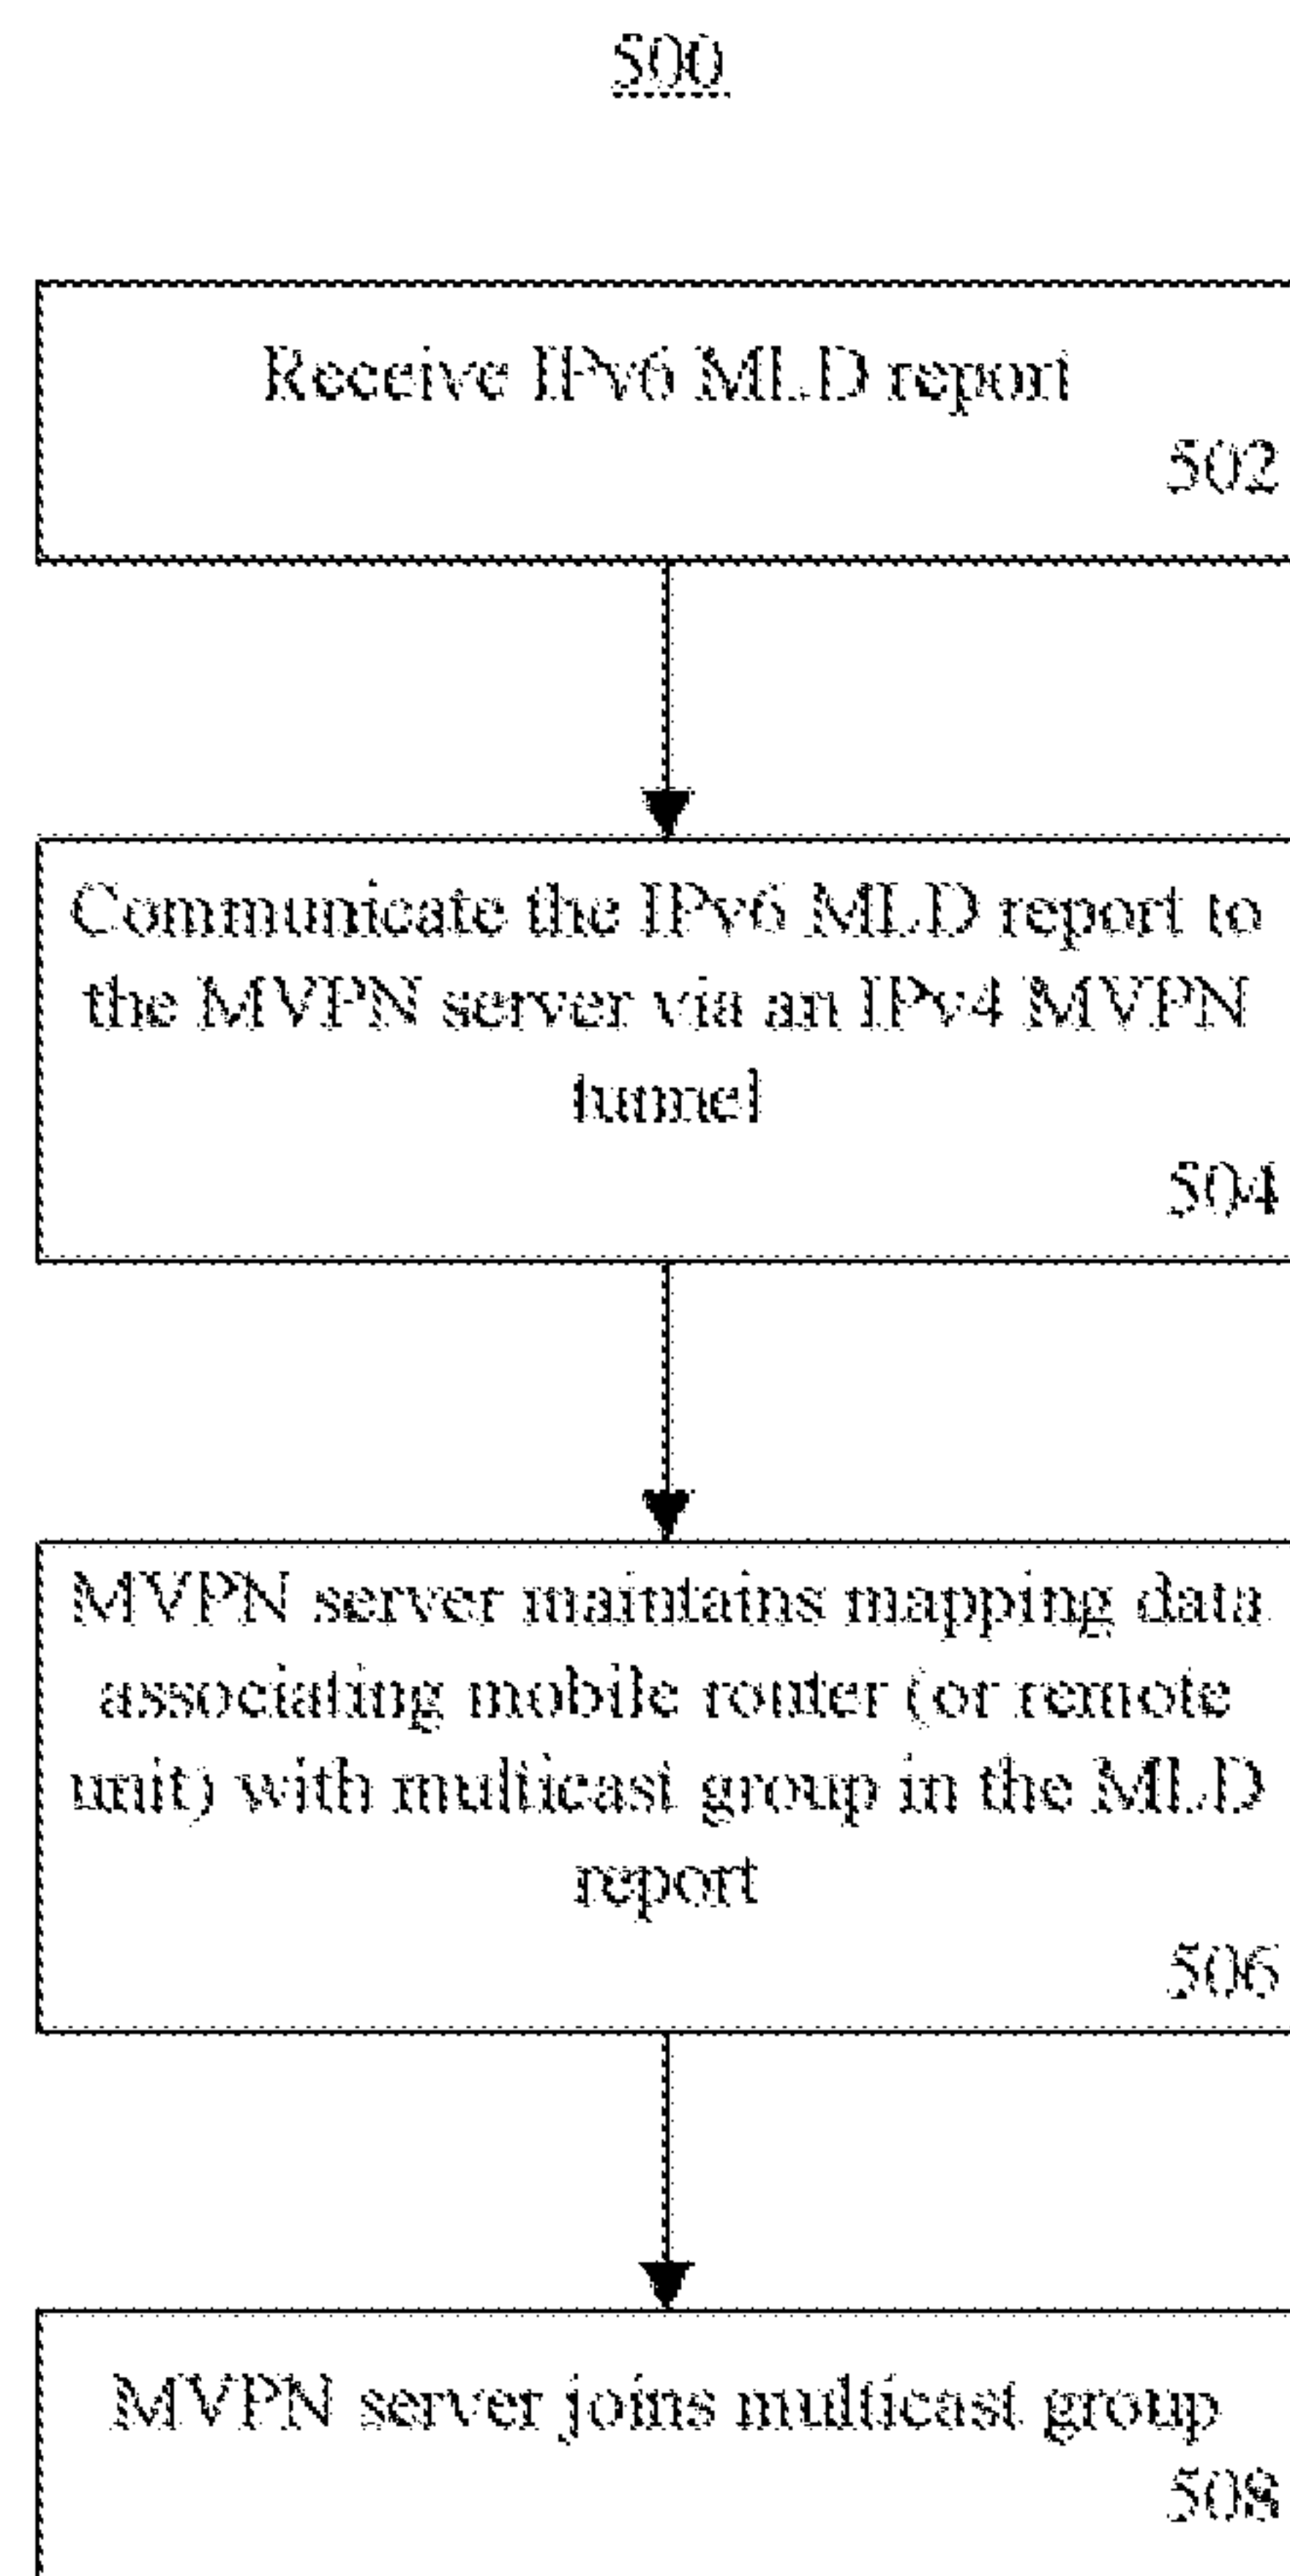 500
Receive IPv6 MLD report
502
Communicate the IPv6 MLD report to
the MVPN server via an IPv4 MVPN
tunnel
504
MVPN server maintains mapping data
associating mobile router (or remote
unit) with multicast group in the MLD
report
506
MVPN server joins multicast group
508